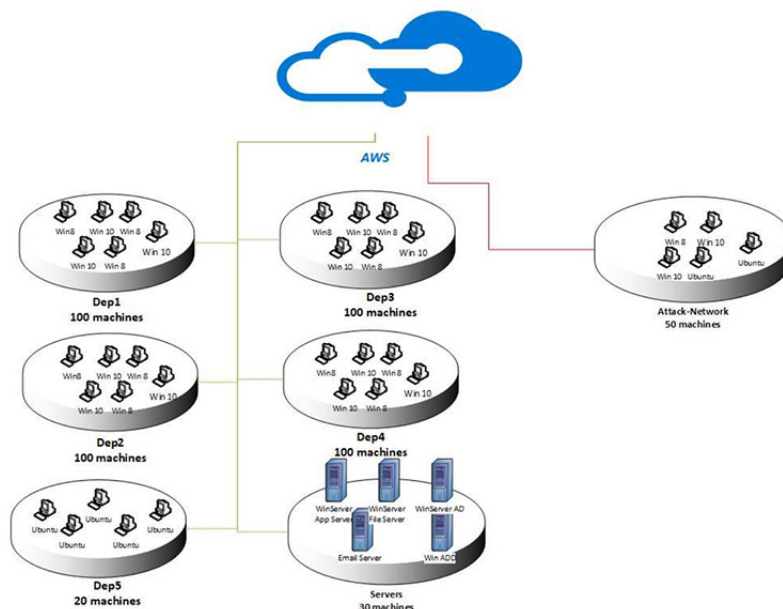 AWS
Win8
Win 10
Win 8
Win 10
Win 10
Win 8
Dep1
100 machines
Win8
Win 10
Win 8
Win 10
Win 10
Win 8
Dep3
100 machines
Win 8
Win 10
Ubuntu
Win 10
Ubuntu
Attack-Network
50 machines
Win8
Win 10
Win 8
Win 10
Win 10
Win 8
Dep2
100 machines
Win8
Win 10
Win 8
Win 10
Win 10
Win 8
Dep4
100 machines
Ubuntu
Ubuntu
Ubuntu
Ubuntu
Ubuntu
Dep5
20 machines
WinServer
App Server
WinServer
File Server
WinServer AD
Email Server
Win ADD
Servers
30 machines